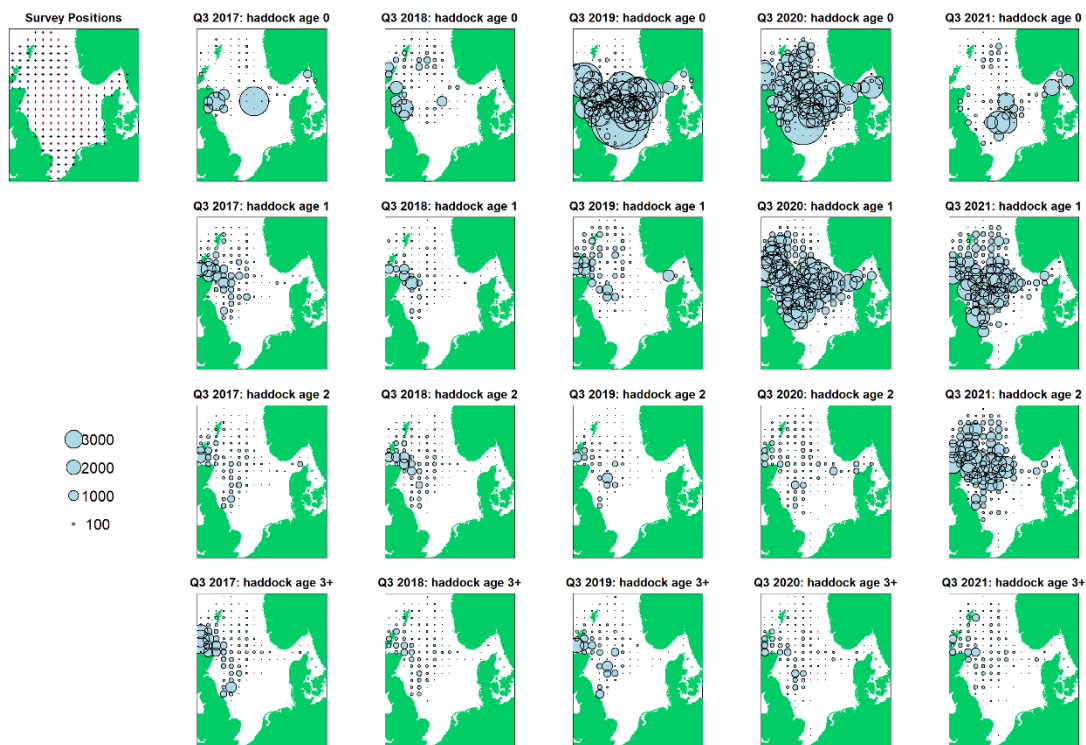 Survey Positions
Q3 2017: haddock age 0
Q3 2018: haddock age 0
Q3 2019: haddock age 0
Q3 2020: haddock age 0
Q3 2021: haddock age 0
Q3 2017: haddock age 1
Q3 2018: haddock age 1
Q3 2019: haddock age 1
Q3 2020: haddock age 1
Q3 2021: haddock age 1
Q3 2017: haddock age 2
Q3 2018: haddock age 2
Q3 2019: haddock age 2
Q3 2020: haddock age 2
Q3 2021: haddock age 2
3000
2000
1000
100
Q3 2017: haddock age 3+
Q3 2018: haddock age 3+
Q3 2019: haddock age 3+
Q3 2020: haddock age 3+
Q3 2021: haddock age 3+